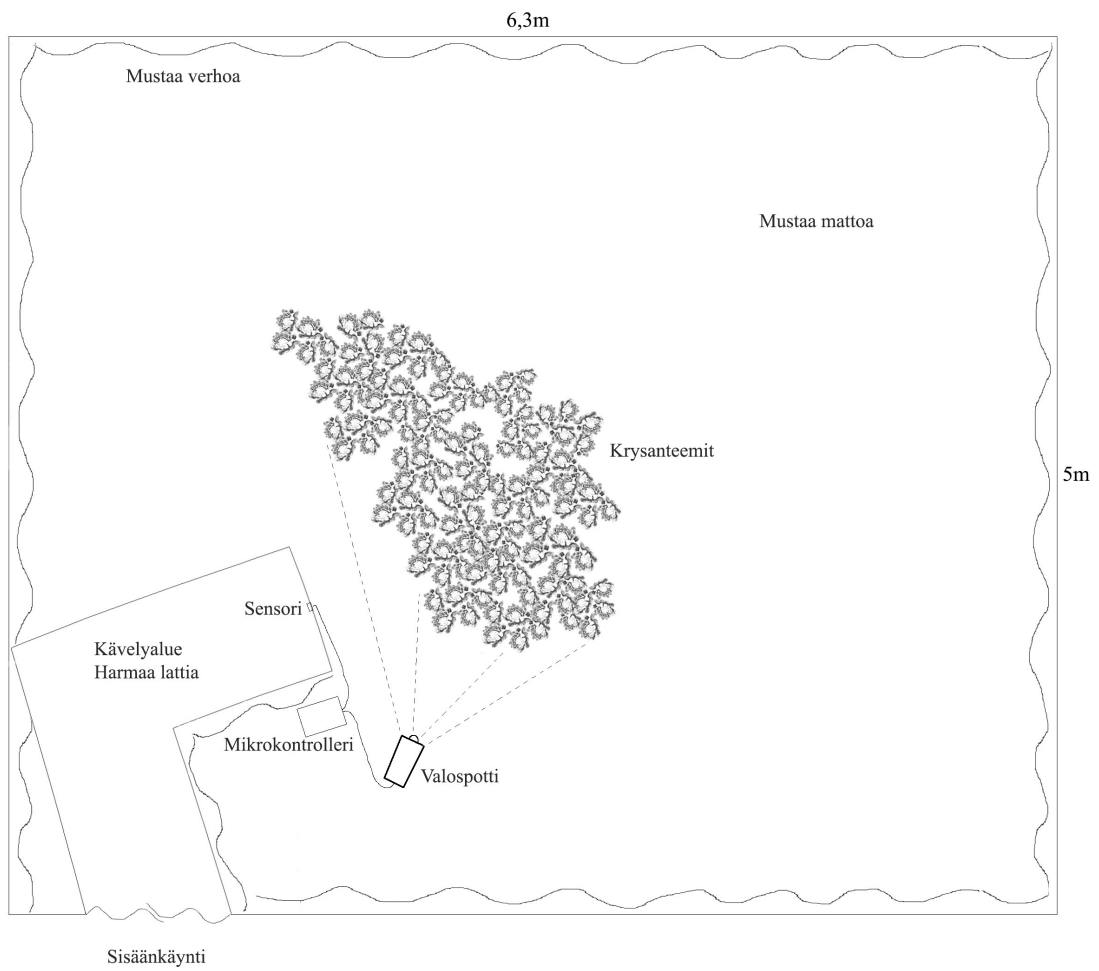 6,3m
Mustaa verhoa
Mustaa mattoa
Krysanteemit
5m
Sensori
Kävelyalue
Harmaa lattia
Mikrokontrolleri
Valospotti
Sisäänkäynti